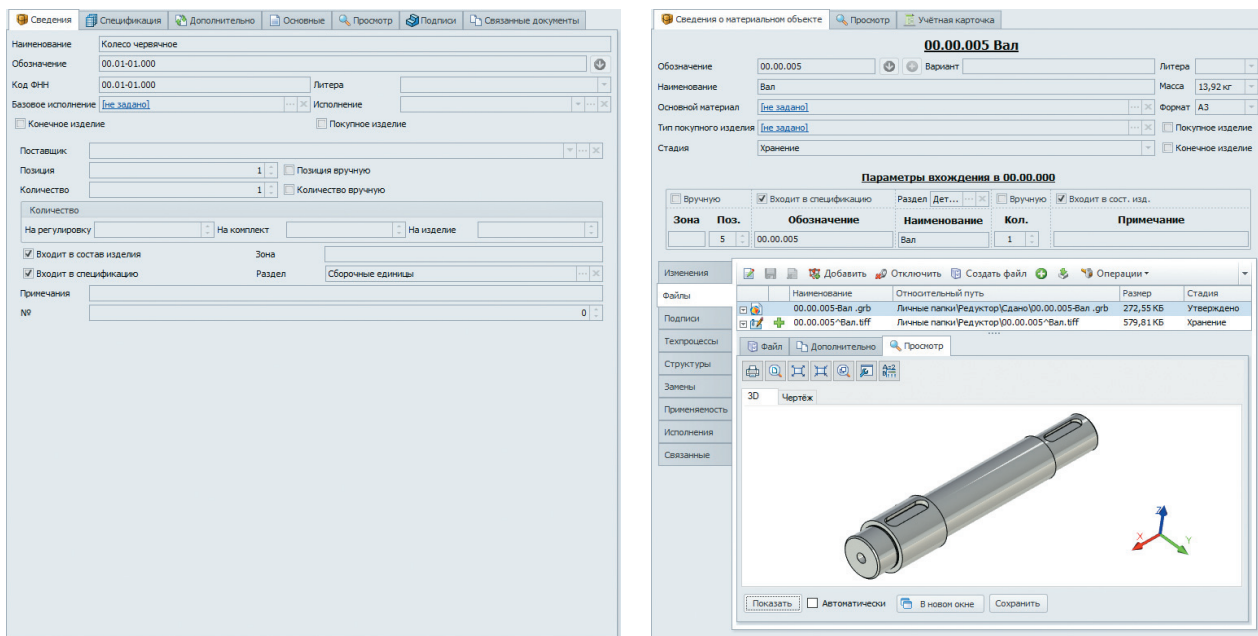 Сведения Спецификация Дополнительно Основные Просмотр Подписи Связанные документы
Наименование Колесо червячное
Обозначение 00.01-01.000
Код ФНН 00.01-01.000 Литера
Базовое исполнение [не задано] Исполнение
Конечное изделие Покупное изделие
Поставщик
Позиция 1 Позиция вручную
Количество 1 Количество вручную
Количество
На регулировку На комплект На изделие
Входит в состав изделия Зона
Входит в спецификацию Раздел Сборочные единицы
Примечания
№ 0
Сведения о материальном объекте Просмотр Учётная карточка
00.00.005 Вал
Обозначение 00.00.005 Вариант Литера
Наименование Вал Масса 13,92 кг
Основной материал [не задано] Формат А3
Тип покупного изделия [не задано] Покупное изделие
Стадия Хранение Конечное изделие
Параметры вхождения в 00.00.000
Вручную Входит в спецификацию Раздел Дет... Вручную Входит в сост. изд.
Зона Поз. Обозначение Наименование Кол. Примечание
5 00.00.005 Вал 1
Изменения
Файлы
Подписи
Техпроцессы
Структуры
Замены
Применяемость
Исполнения
Связанные
Добавить Отключить Создать файл Операции
Наименование Относительный путь Размер Стадия
00.00.005-Вал .grb Личные папки\Редуктор\Сдано\00.00.005-Вал .grb 272,55 КБ Утверждено
00.00.005^Вал.tiff Личные папки\Редуктор\00.00.005^Вал.tiff 579,81 КБ Хранение
Файл Дополнительно Просмотр
3D Чертёж
Z
X Y
Показать Автоматически В новом окне Сохранить